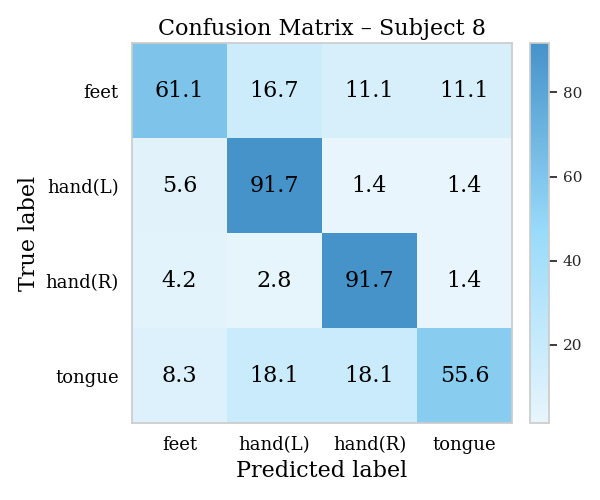 Confusion Matrix – Subject 8
feet 61.1 16.7 11.1 11.1
hand(L) 5.6 91.7 1.4 1.4
hand(R) 4.2 2.8 91.7 1.4
tongue 8.3 18.1 18.1 55.6
feet hand(L) hand(R) tongue
Predicted label
True label
80
60
40
20